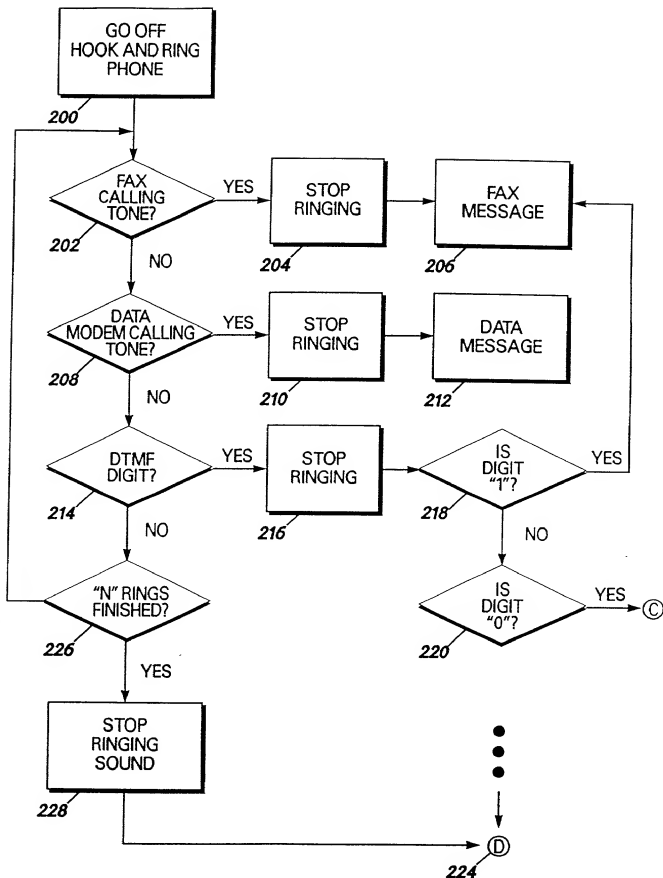 GO OFF
HOOK AND RING
PHONE
200
FAX
CALLING
TONE?
202
YES
STOP
RINGING
204
FAX
MESSAGE
206
NO
DATA
MODEM CALLING
TONE?
208
YES
STOP
RINGING
210
DATA
MESSAGE
212
NO
DTMF
DIGIT?
214
YES
STOP
RINGING
216
IS
DIGIT
"1"?
218
YES
NO
NO
"N" RINGS
FINISHED?
226
IS
DIGIT
"0"?
220
YES
C
YES
STOP
RINGING
SOUND
228
D
224